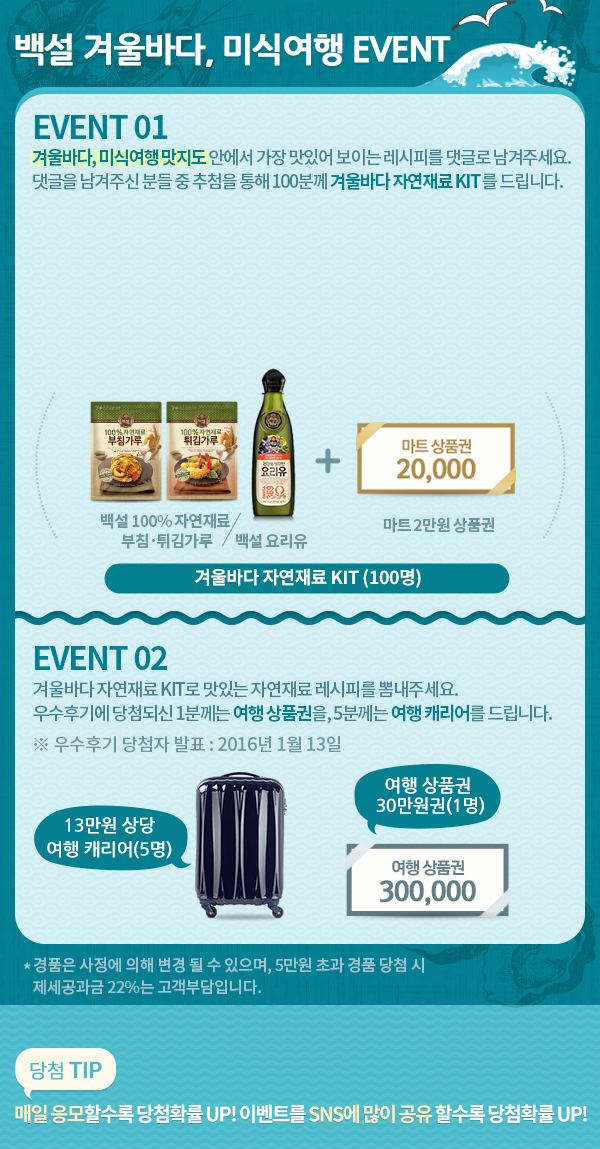 백설 겨울바다, 미식여행 EVENT
EVENT 01
겨울바다, 미식여행 맛지도 안에서 가장 맛있어 보이는 레시피를 댓글로 남겨주세요.
댓글을 남겨주신 분들 중 추첨을 통해 100분께 겨울바다 자연재료 KIT를 드립니다.
100% 자연재료
부침가루
100% 자연재료
튀김가루
요리유
마트 상품권
20,000
백설 100% 자연재료
부침·튀김가루
백설 요리유
마트 2만원 상품권
겨울바다 자연재료 KIT (100명)
EVENT 02
겨울바다 자연재료 KIT로 맛있는 자연재료 레시피를 뽐내주세요.
우수후기에 당첨되신 1분께는 여행 상품권을, 5분께는 여행 캐리어를 드립니다.
※ 우수후기 당첨자 발표 : 2016년 1월 13일
13만원 상당
여행 캐리어(5명)
여행 상품권
30만원권(1명)
여행 상품권
300,000
* 경품은 사정에 의해 변경 될 수 있으며, 5만원 초과 경품 당첨 시
제세공과금 22%는 고객부담입니다.
당첨 TIP
매일 응모할수록 당첨확률 UP! 이벤트를 SNS에 많이 공유 할수록 당첨확률 UP!